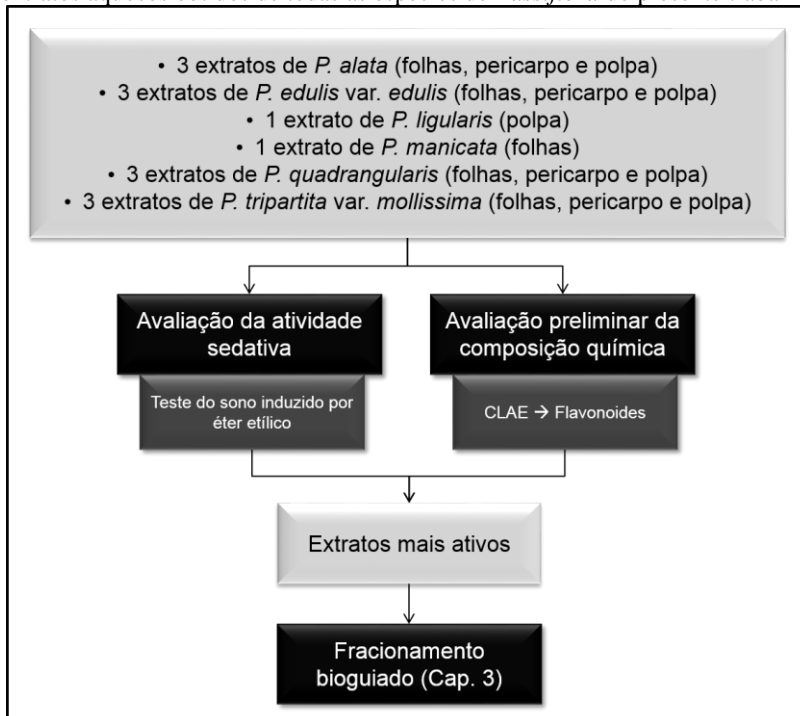 • 3 extratos de P. alata (folhas, pericarpo e polpa)
• 3 extratos de P. edulis var. edulis (folhas, pericarpo e polpa)
• 1 extrato de P. ligularis (polpa)
• 1 extrato de P. manicata (folhas)
• 3 extratos de P. quadrangularis (folhas, pericarpo e polpa)
• 3 extratos de P. tripartita var. mollissima (folhas, pericarpo e polpa)
Avaliação da atividade
sedativa
Teste do sono induzido por
éter etílico
Avaliação preliminar da
composição química
CLAE → Flavonoides
Extratos mais ativos
Fracionamento
bioguiado (Cap. 3)